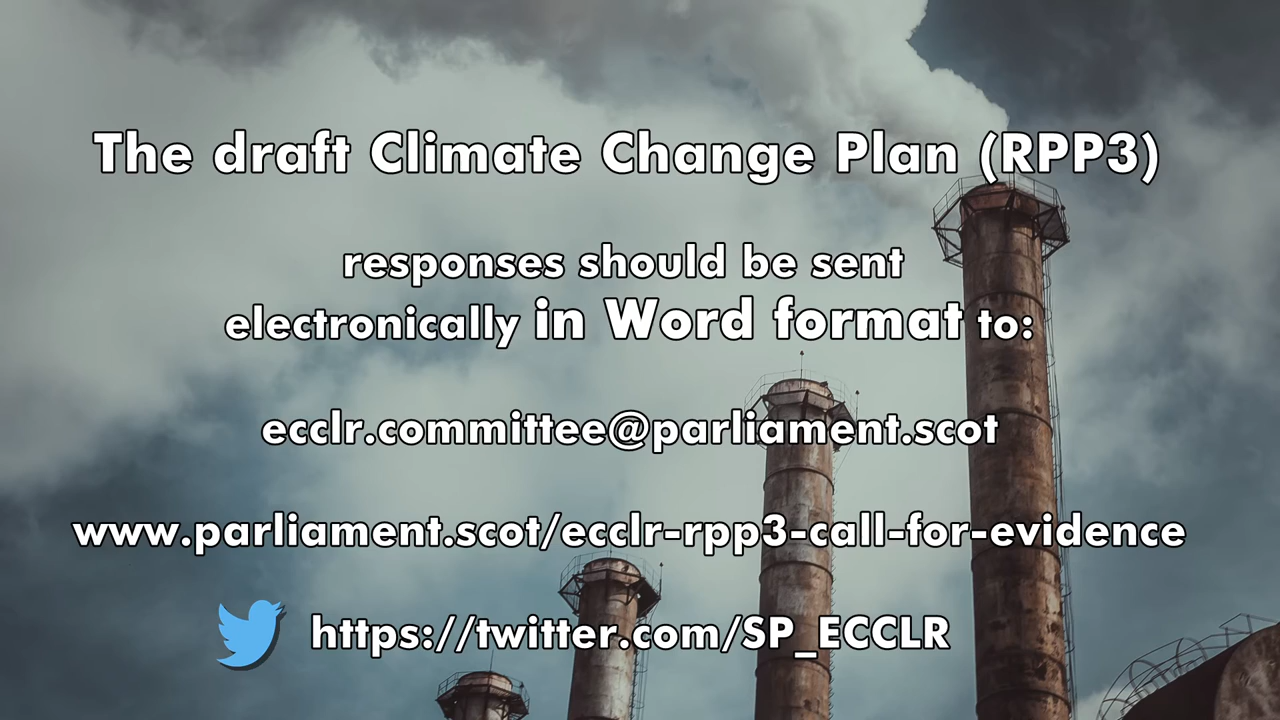 The draft Climate Change Plan (RPP3)
responses should be sent
electronically in Word format to:
ecclr.committee@parliament.scot
www.parliament.scot/ecclr-rpp3-call-for-evidence
https://twitter.com/SP_ECCLR